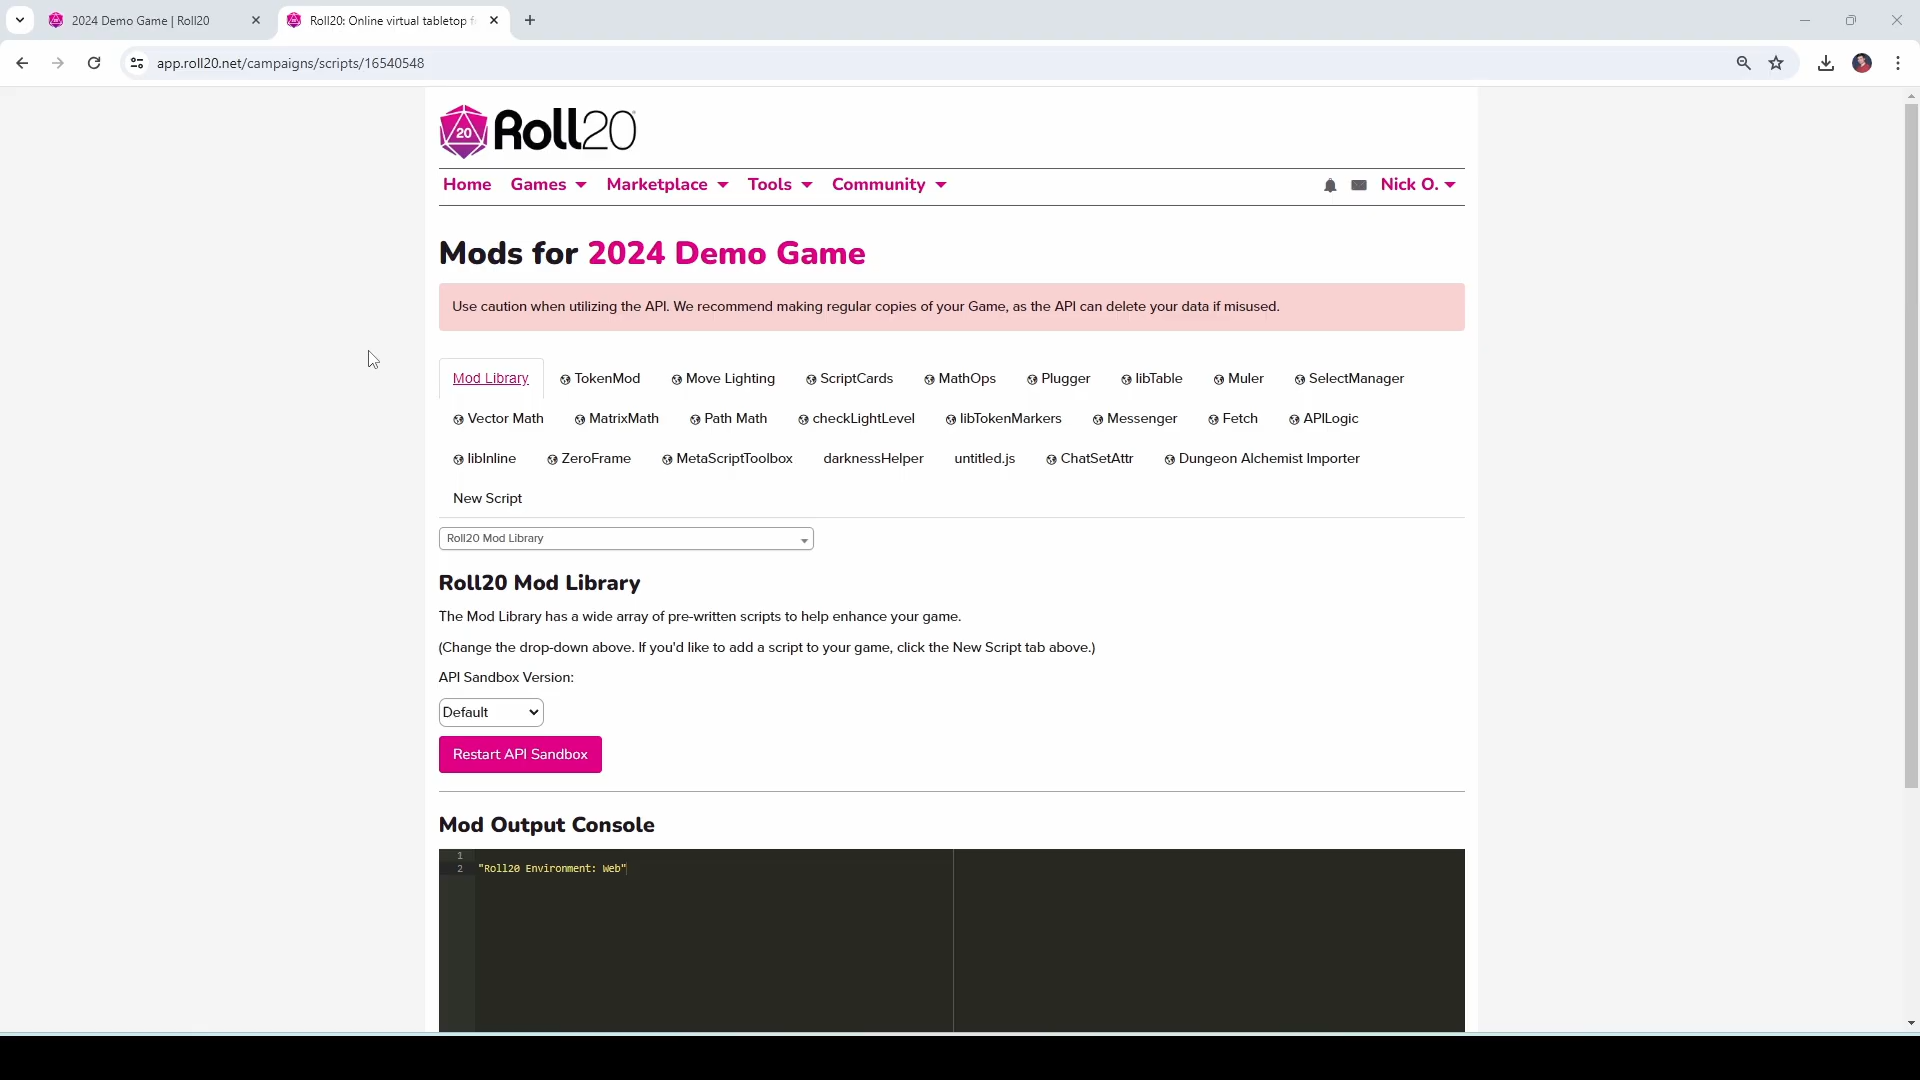 2024 Demo Game | Roll20
Roll20: Online virtual tabletop f
app.roll20.net/campaigns/scripts/16540548
20 Roll20
Home Games Marketplace Tools Community Nick O.
Mods for 2024 Demo Game
Use caution when utilizing the API. We recommend making regular copies of your Game, as the API can delete your data if misused.
Mod Library TokenMod Move Lighting ScriptCards MathOps Plugger libTable Muler SelectManager
Vector Math MatrixMath Path Math checkLightLevel libTokenMarkers Messenger Fetch APILogic
libInline ZeroFrame MetaScriptToolbox darknessHelper untitled.js ChatSetAttr Dungeon Alchemist Importer
New Script
Roll20 Mod Library
Roll20 Mod Library
The Mod Library has a wide array of pre-written scripts to help enhance your game.
(Change the drop-down above. If you'd like to add a script to your game, click the New Script tab above.)
API Sandbox Version:
Default
Restart API Sandbox
Mod Output Console
1
2 "Roll20 Environment: Web"